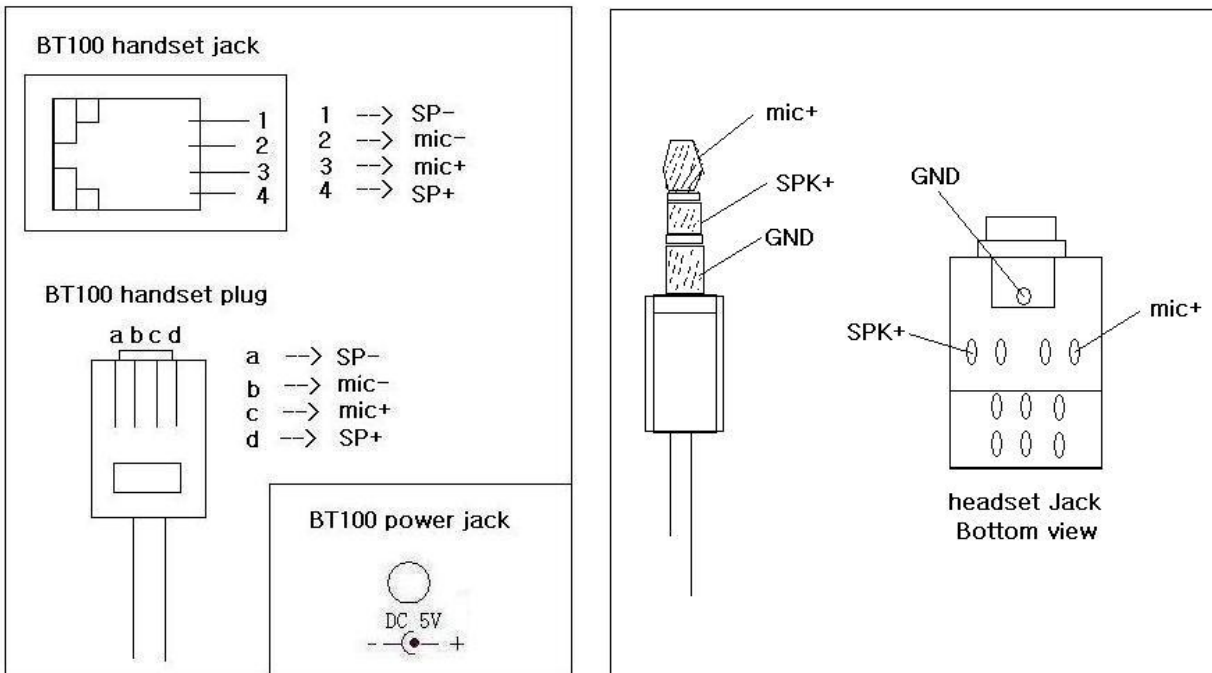 BT100 handset jack
1 1 --> SP-
2 2 --> mic-
3 3 --> mic+
4 4 --> SP+
BT100 handset plug
a b c d
a --> SP-
b --> mic-
c --> mic+
d --> SP+
BT100 power jack
DC 5V
- +
mic+
SPK+
GND
GND
SPK+
mic+
headset Jack
Bottom view